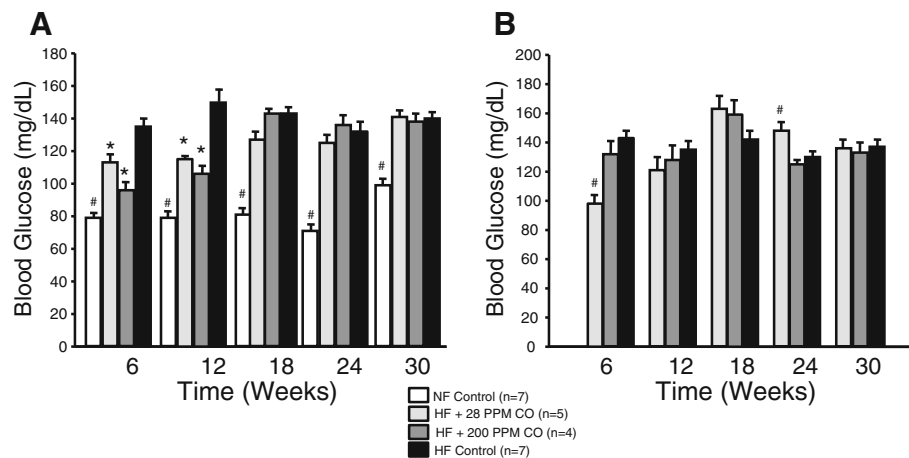 A
Blood Glucose (mg/dL)
180
160
140
120
100
80
60
40
20
0
#
*
*
#
*
*
#
#
#
6 12 18 24 30
Time (Weeks)
B
Blood Glucose (mg/dL)
200
180
160
140
120
100
80
60
40
20
0
#
#
6 12 18 24 30
Time (Weeks)
NF Control (n=7)
HF + 28 PPM CO (n=5)
HF + 200 PPM CO (n=4)
HF Control (n=7)